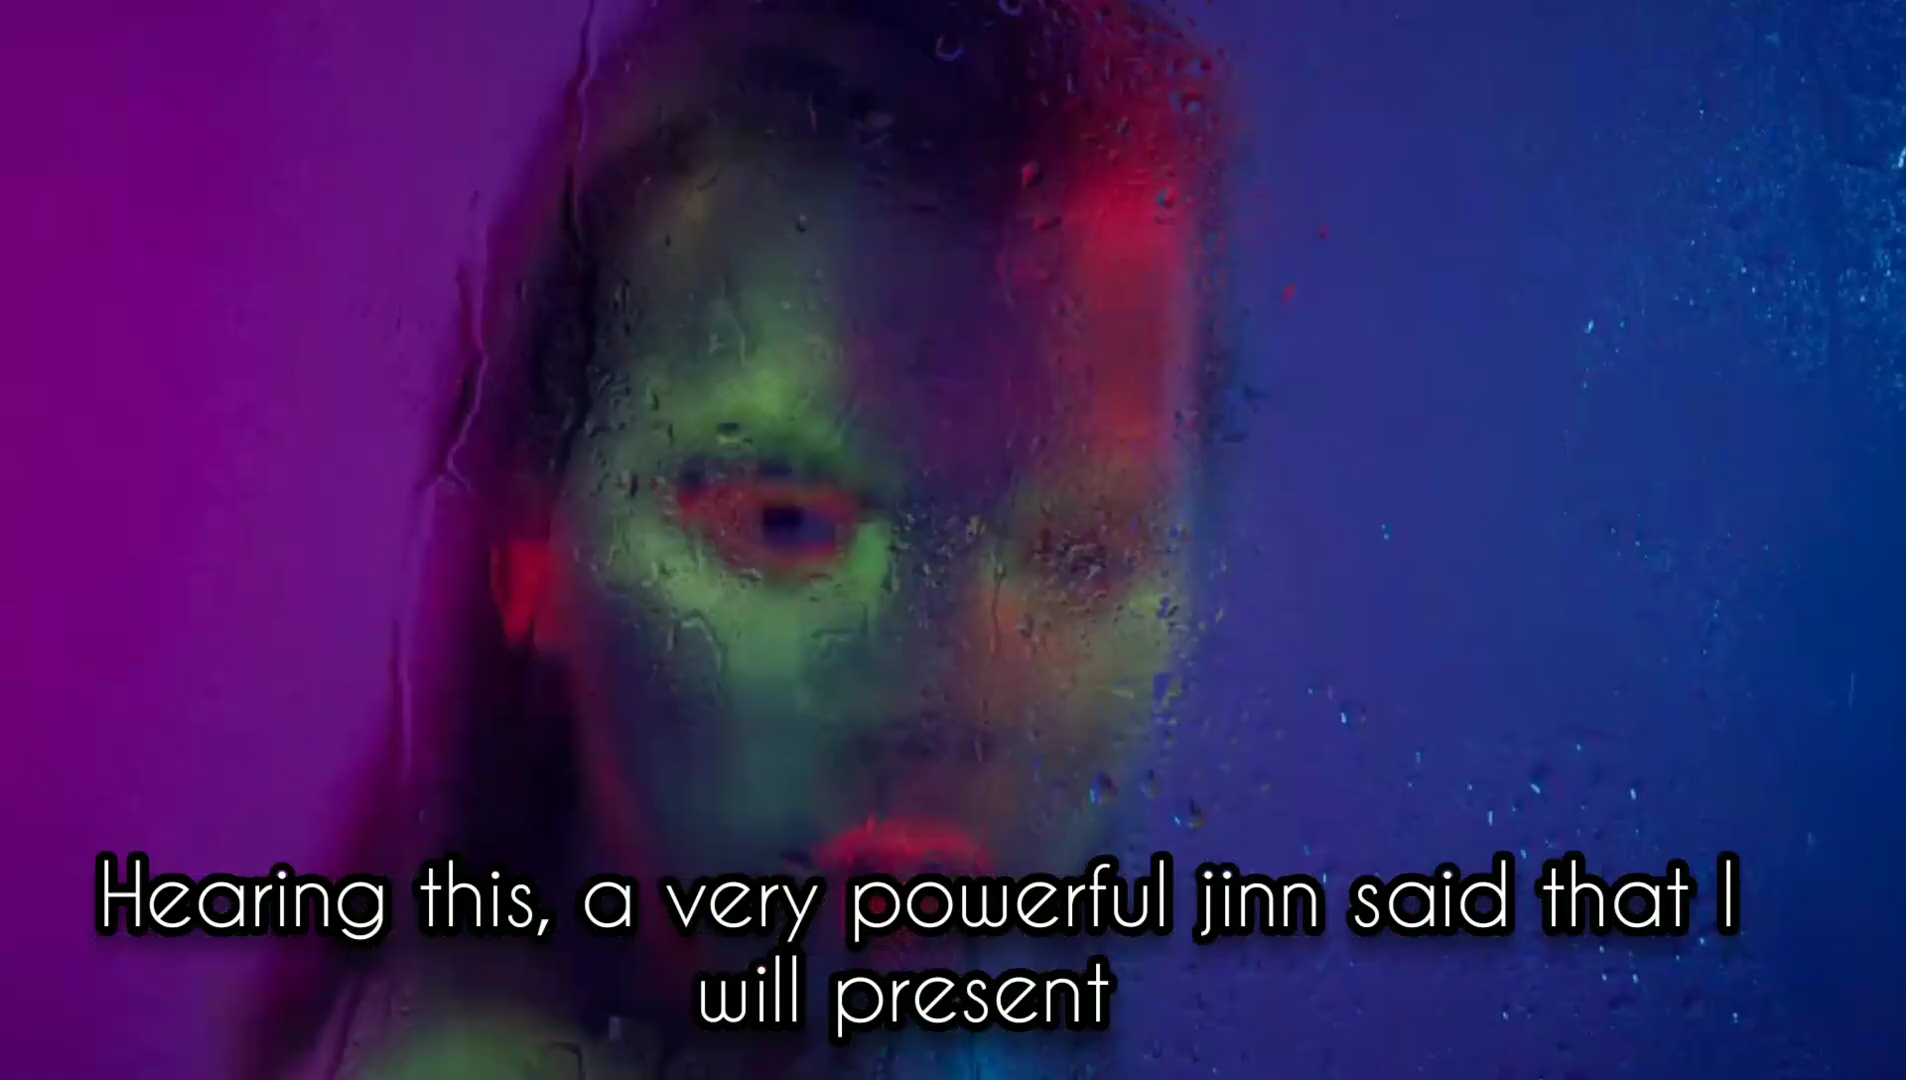 Hearing this, a very powerful jinn said that I
will present